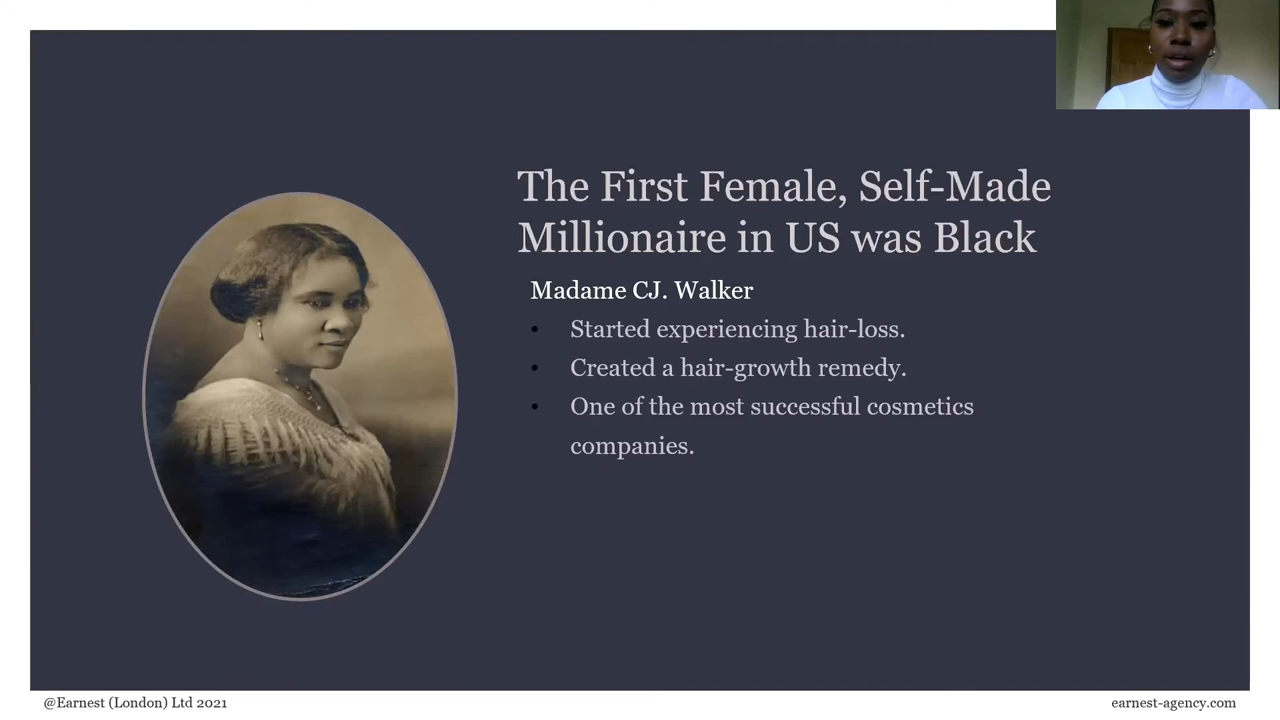 The First Female, Self-Made
Millionaire in US was Black
Madame CJ. Walker
• Started experiencing hair-loss.
• Created a hair-growth remedy.
• One of the most successful cosmetics
companies.
@Earnest (London) Ltd 2021
earnest-agency.com